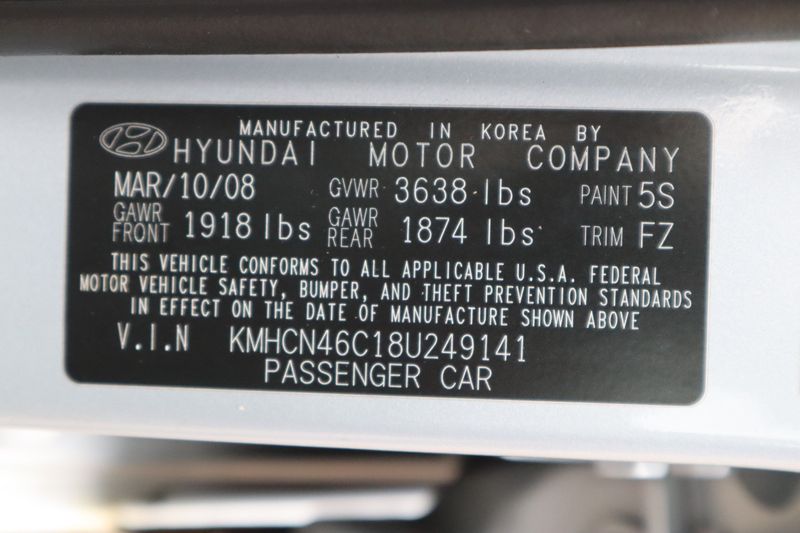 MANUFACTURED IN KOREA BY
HYUNDAI MOTOR COMPANY
MAR/10/08 GVWR 3638 lbs PAINT 5S
GAWR FRONT 1918 lbs GAWR REAR 1874 lbs TRIM FZ
THIS VEHICLE CONFORMS TO ALL APPLICABLE U.S.A. FEDERAL
MOTOR VEHICLE SAFETY, BUMPER, AND THEFT PREVENTION STANDARDS
IN EFFECT ON THE DATE OF MANUFACTURE SHOWN ABOVE
V.I.N KMHCN46C18U249141
PASSENGER CAR